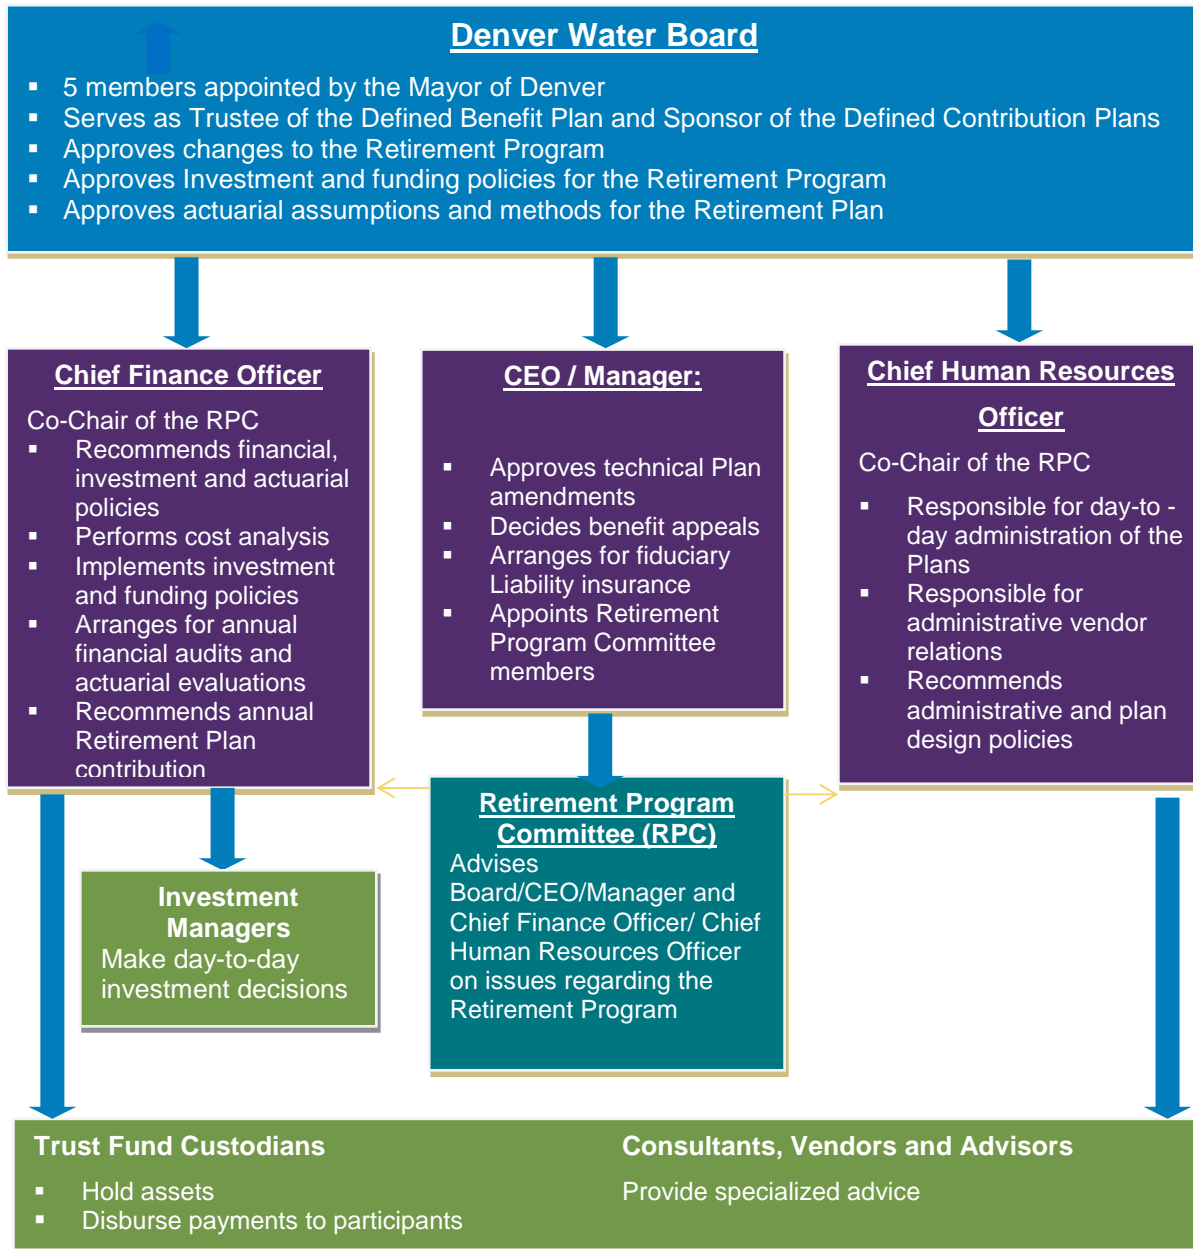 Denver Water Board
▪ 5 members appointed by the Mayor of Denver
▪ Serves as Trustee of the Defined Benefit Plan and Sponsor of the Defined Contribution Plans
▪ Approves changes to the Retirement Program
▪ Approves Investment and funding policies for the Retirement Program
▪ Approves actuarial assumptions and methods for the Retirement Plan
Chief Finance Officer
Co-Chair of the RPC
▪ Recommends financial,
investment and actuarial
policies
▪ Performs cost analysis
▪ Implements investment
and funding policies
▪ Arranges for annual
financial audits and
actuarial evaluations
▪ Recommends annual
Retirement Plan
contribution
CEO / Manager:
▪ Approves technical Plan
amendments
▪ Decides benefit appeals
▪ Arranges for fiduciary
Liability insurance
▪ Appoints Retirement
Program Committee
members
Chief Human Resources
Officer
Co-Chair of the RPC
▪ Responsible for day-to -
day administration of the
Plans
▪ Responsible for
administrative vendor
relations
▪ Recommends
administrative and plan
design policies
Investment
Managers
Make day-to-day
investment decisions
Retirement Program
Committee (RPC)
Advises
Board/CEO/Manager and
Chief Finance Officer/ Chief
Human Resources Officer
on issues regarding the
Retirement Program
Trust Fund Custodians
▪ Hold assets
▪ Disburse payments to participants
Consultants, Vendors and Advisors
Provide specialized advice